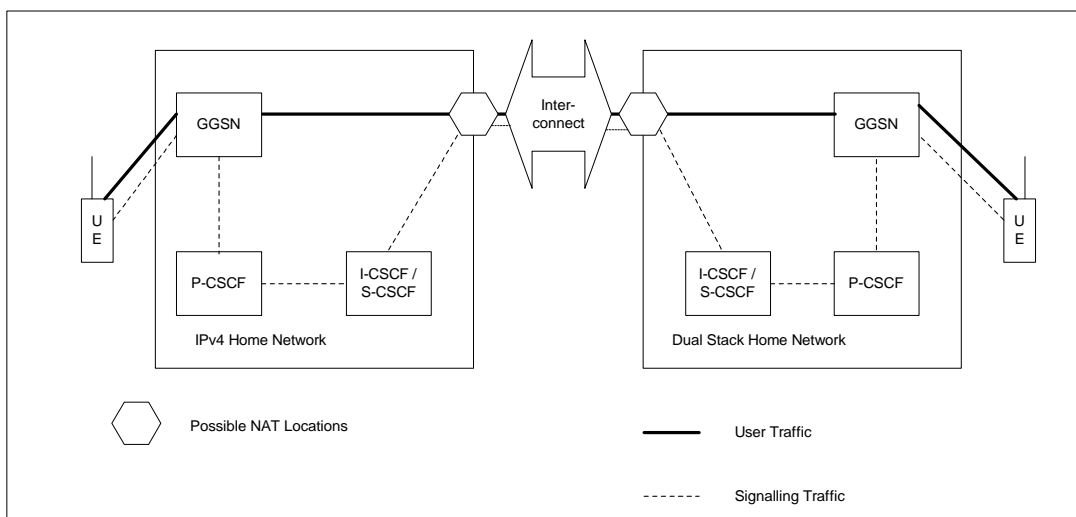 Inter-
connect
GGSN
GGSN
U
E
U
E
P-CSCF
I-CSCF /
S-CSCF
I-CSCF /
S-CSCF
P-CSCF
IPv4 Home Network
Dual Stack Home Network
Possible NAT Locations
User Traffic
Signalling Traffic